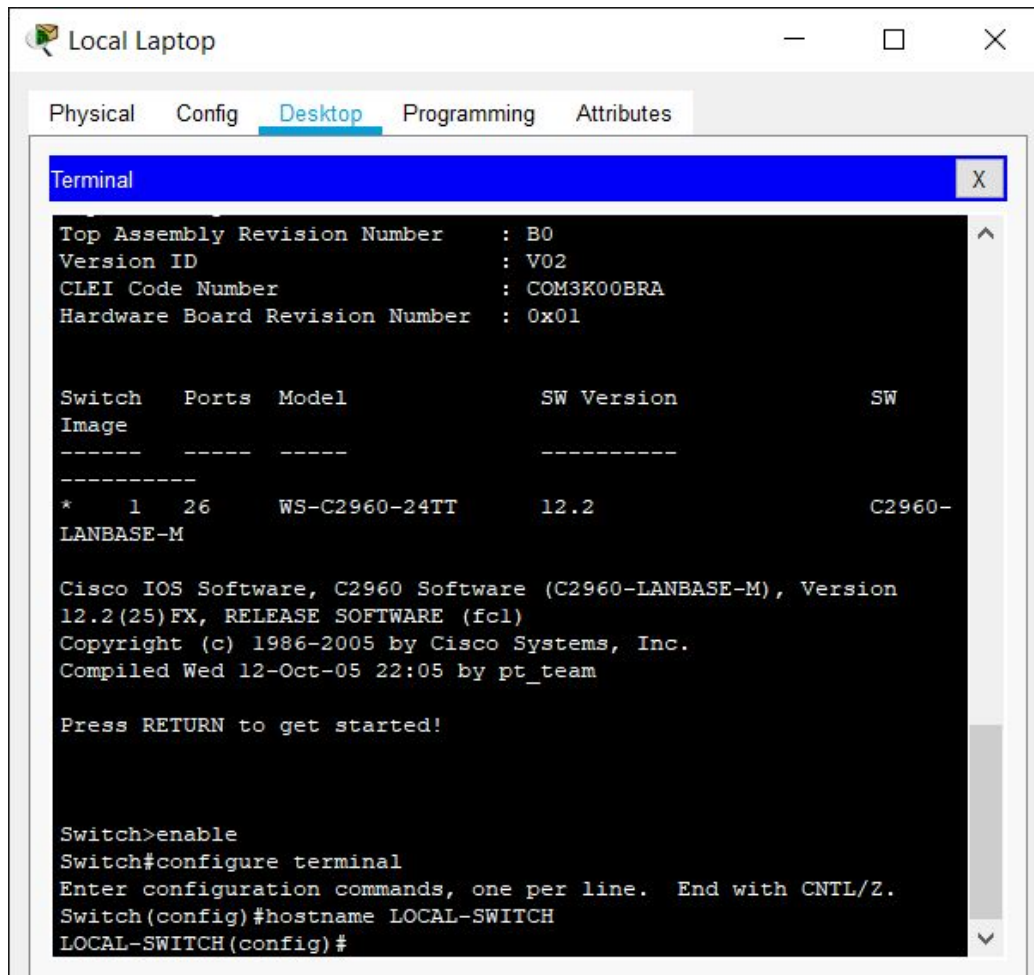 Local Laptop
Physical Config Desktop Programming Attributes
Terminal X
Top Assembly Revision Number : B0
Version ID : V02
CLEI Code Number : COM3K00BRA
Hardware Board Revision Number : 0x01
Switch Ports Model SW Version SW
Image
------ ----- ----- ----------
----------
* 1 26 WS-C2960-24TT 12.2 C2960-
LANBASE-M
Cisco IOS Software, C2960 Software (C2960-LANBASE-M), Version
12.2(25)FX, RELEASE SOFTWARE (fc1)
Copyright (c) 1986-2005 by Cisco Systems, Inc.
Compiled Wed 12-Oct-05 22:05 by pt_team
Press RETURN to get started!
Switch>enable
Switch#configure terminal
Enter configuration commands, one per line. End with CNTL/Z.
Switch(config)#hostname LOCAL-SWITCH
LOCAL-SWITCH(config)#